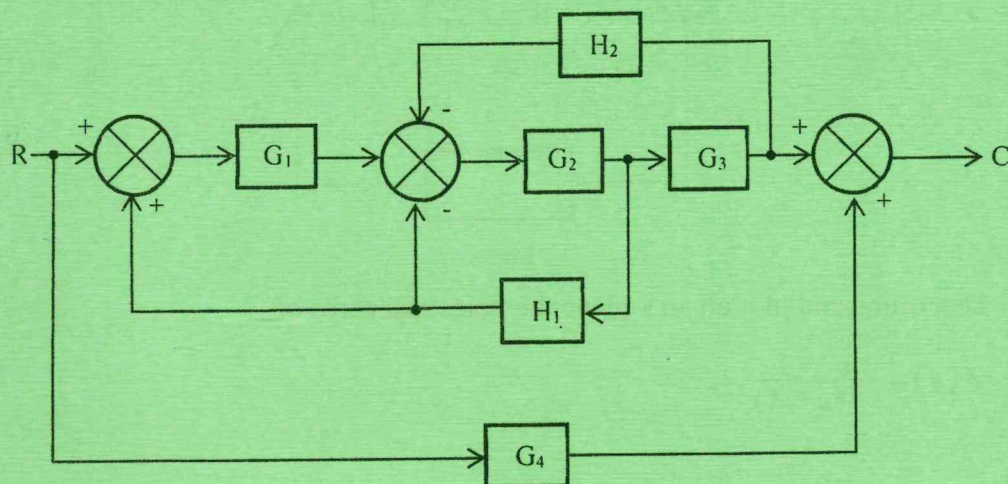 H₂
-
+ + 
R G₁ G₂ G₃ C
+ - +
H₁.
G₄